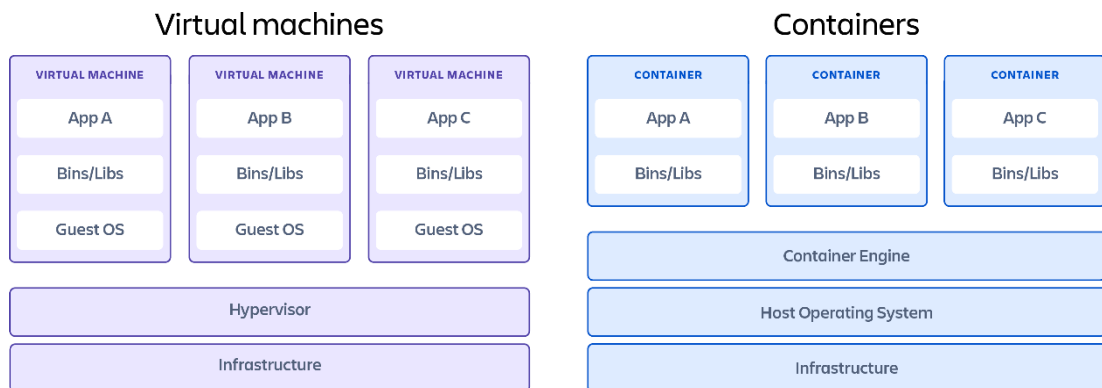 Virtual machines
VIRTUAL MACHINE
App A
Bins/Libs
Guest OS
VIRTUAL MACHINE
App B
Bins/Libs
Guest OS
VIRTUAL MACHINE
App C
Bins/Libs
Guest OS
Hypervisor
Infrastructure
Containers
CONTAINER
App A
Bins/Libs
CONTAINER
App B
Bins/Libs
CONTAINER
App C
Bins/Libs
Container Engine
Host Operating System
Infrastructure